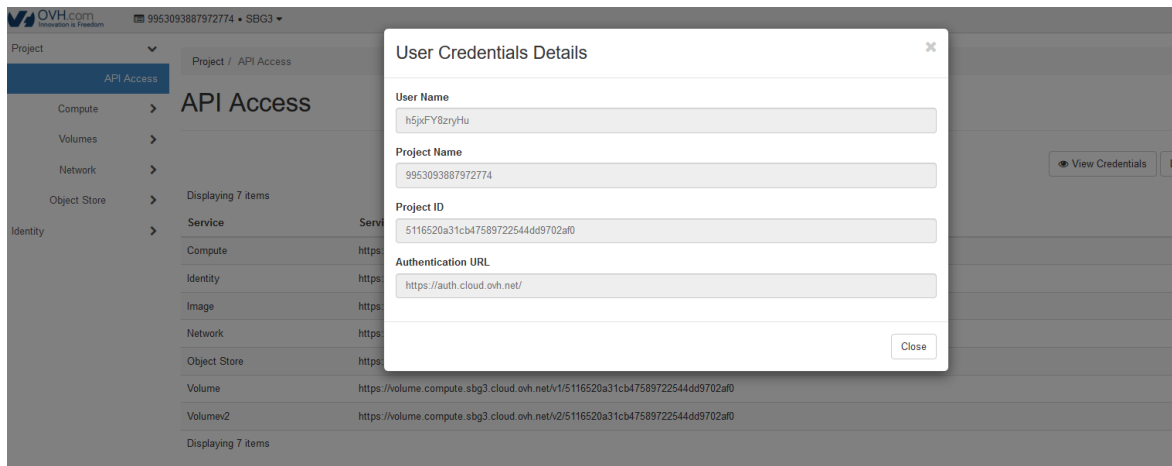 OVH.com
Innovation is Freedom
9953093887972774 • SBG3
Project
API Access
Compute
Volumes
Network
Object Store
Identity
Project / API Access
API Access
View Credentials
Displaying 7 items
Service
Compute
https:
Identity
https:
Image
https:
Network
https:
Object Store
https:
Volume
https://volume.compute.sbg3.cloud.ovh.net/v1/5116520a31cb47589722544dd9702af0
Volumev2
https://volume.compute.sbg3.cloud.ovh.net/v2/5116520a31cb47589722544dd9702af0
Displaying 7 items
User Credentials Details
User Name
h5jxFY8zryHu
Project Name
9953093887972774
Project ID
5116520a31cb47589722544dd9702af0
Authentication URL
https://auth.cloud.ovh.net/
Close